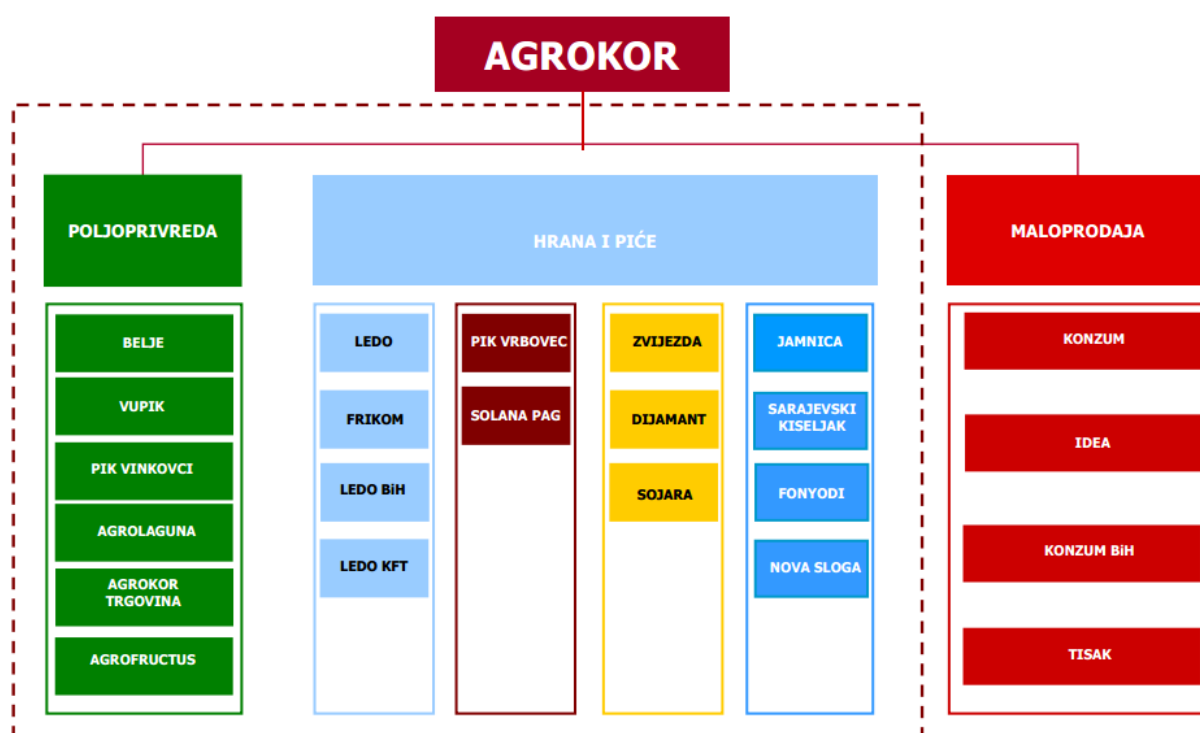 AGROKOR
POLJOPRIVREDA
HRANA I PIĆE
MALOPRODAJA
BELJE
VUPIK
PIK VINKOVCI
AGROLAGUNA
AGROKOR
TRGOVINA
AGROFRUCTUS
LEDO
FRIKOM
LEDO BiH
LEDO KFT
PIK VRBOVEC
SOLANA PAG
ZVIJEZDA
DIJAMANT
SOJARA
JAMNICA
SARAJEVSKI
KISELJAK
FONYODI
NOVA SLOGA
KONZUM
IDEA
KONZUM BiH
TISAK